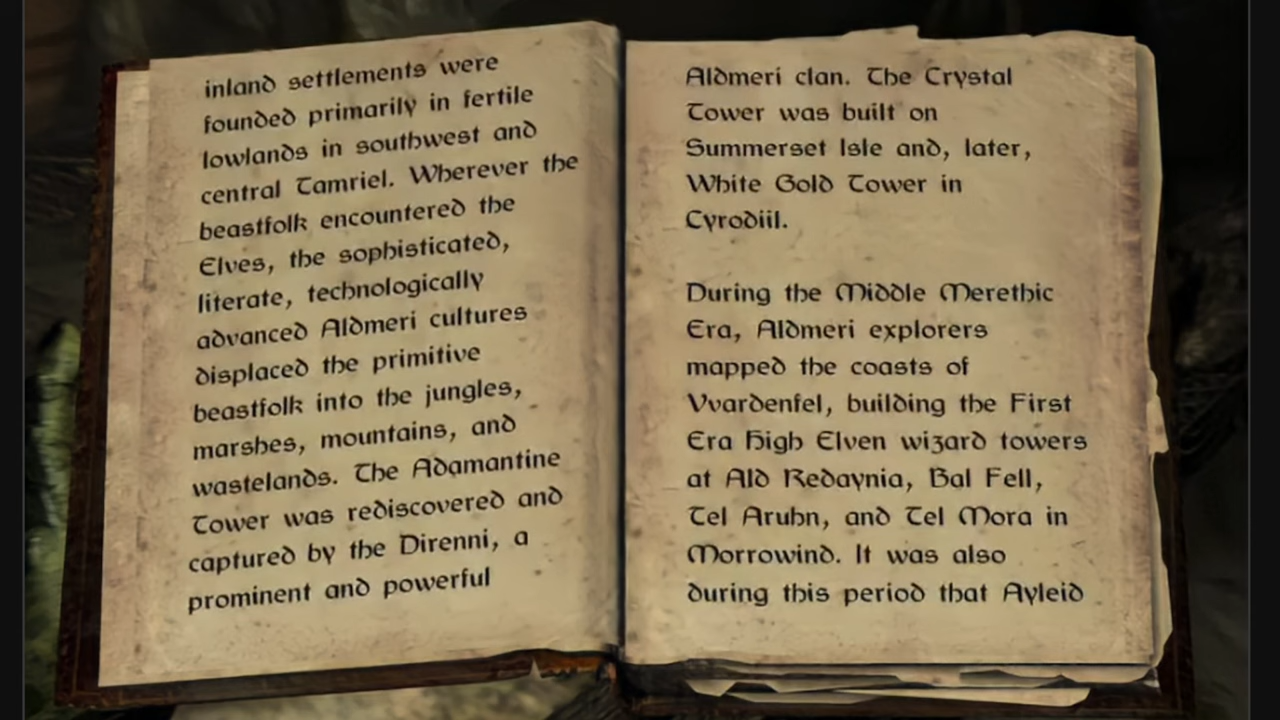 inland settlements were
founded primarily in fertile
lowlands in southwest and
central Tamriel. Wherever the
beastfolk encountered the
Elves, the sophisticated,
literate, technologically
advanced Aldmeri cultures
displaced the primitive
beastfolk into the jungles,
marshes, mountains, and
wastelands. The Adamantine
Tower was rediscovered and
captured by the Direnni, a
prominent and powerful
Aldmeri clan. The Crystal
Tower was built on
Summerset Isle and, later,
White Gold Tower in
Cyrodiil.
During the Middle Merethic
Era, Aldmeri explorers
mapped the coasts of
Vvardenfel, building the First
Era High Elven wizard towers
at Ald Redaynia, Bal Fell,
Tel Aruhn, and Tel Mora in
Morrowind. It was also
during this period that Ayleid